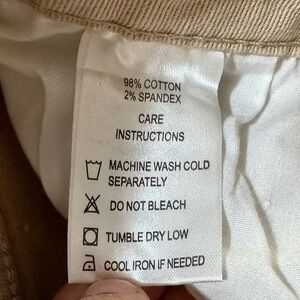 98% COTTON
2% SPANDEX
CARE
INSTRUCTIONS
MACHINE WASH COLD
SEPARATELY
DO NOT BLEACH
TUMBLE DRY LOW
COOL IRON IF NEEDED